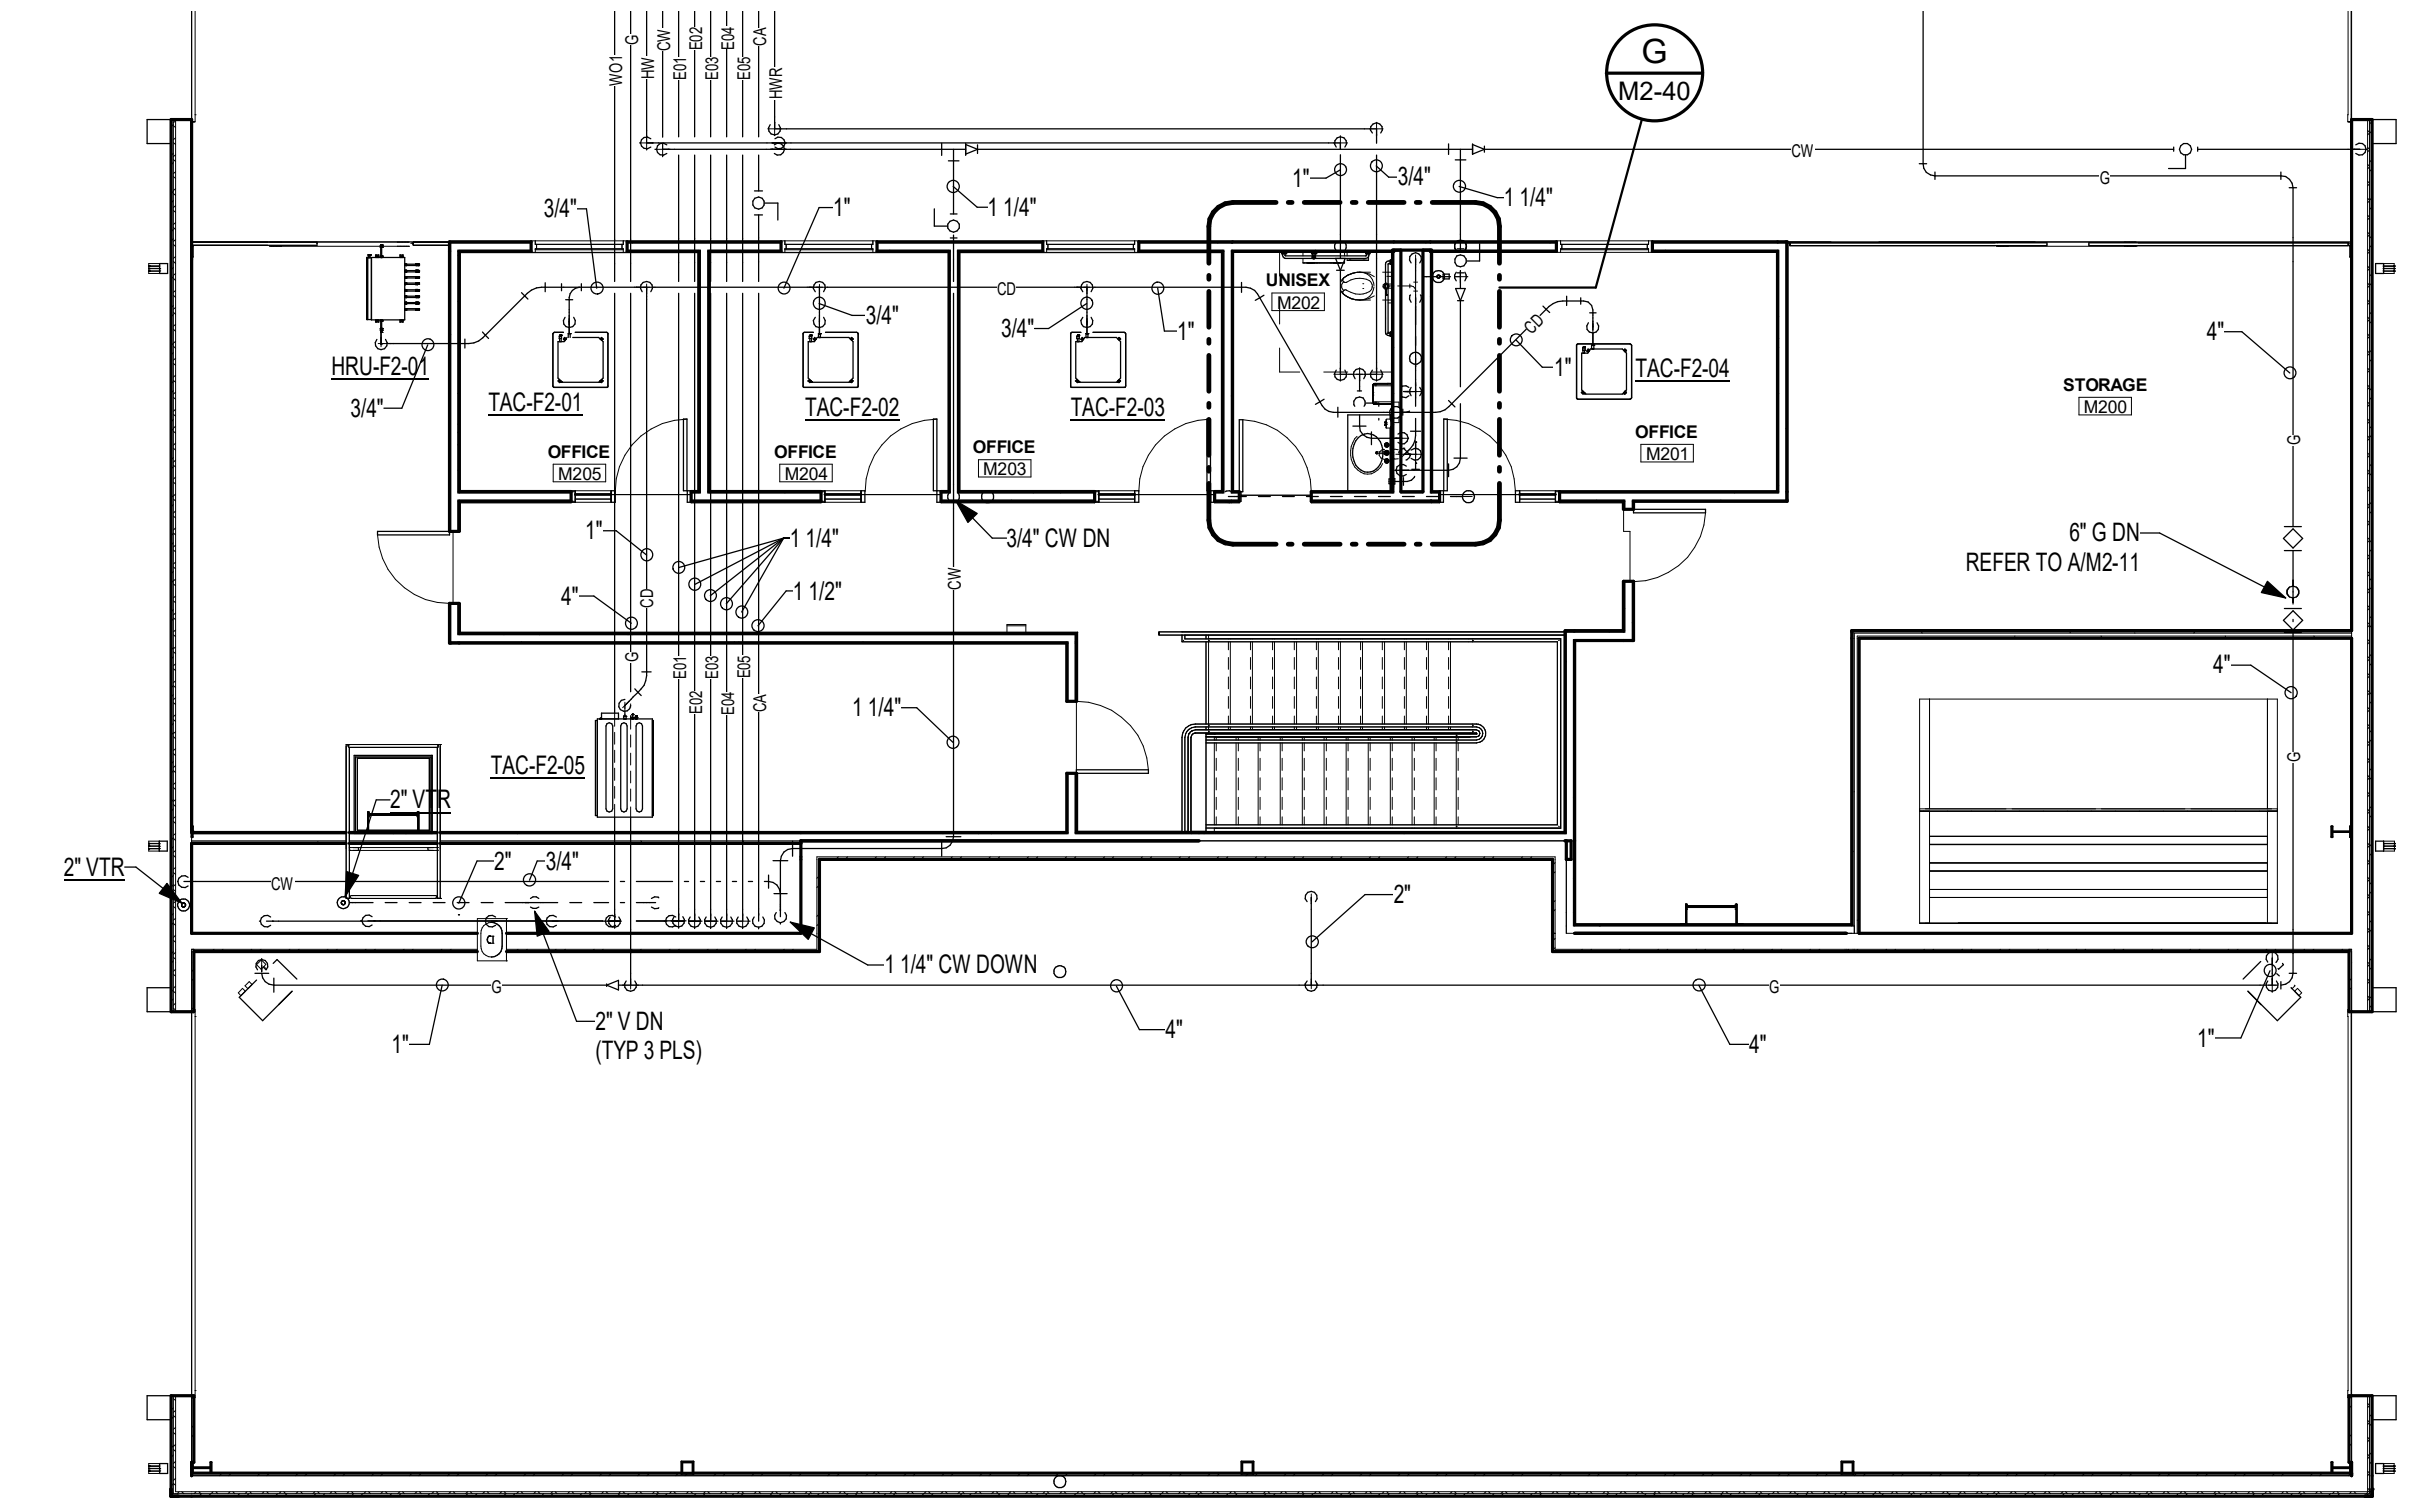 WO1
G
HW
CW
E01
E02
E03
E04
E05
CA
HWR
G
M2-40
CW
G
3/4"
1"
1 1/4"
1"
3/4"
1 1/4"
UNISEX
M202
CD
3/4"
3/4"
1"
CD
1"
4"
HRU-F2-01
3/4"
TAC-F2-01
TAC-F2-02
TAC-F2-03
TAC-F2-04
STORAGE
M200
OFFICE
M205
OFFICE
M204
OFFICE
M203
OFFICE
M201
G
1"
1 1/4"
3/4" CW DN
6" G DN
REFER TO A/M2-11
CD
CW
4"
1 1/2"
G
E01
E02
E03
E04
E05
CA
4"
1 1/4"
G
TAC-F2-05
2" VTR
2" VTR
CW
2"
3/4"
2"
1 1/4" CW DOWN
G
G
1"
2" V DN
(TYP 3 PLS)
4"
4"
1"